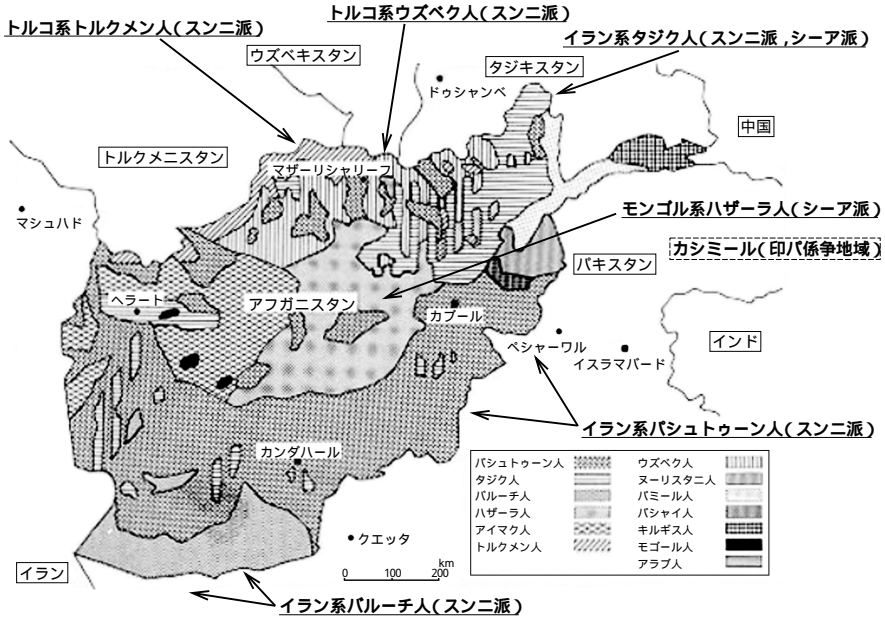 トルコ系トルクメン人(スンニ派)
トルコ系ウズベク人(スンニ派)
イラン系タジク人(スンニ派,シーア派)
ウズベキスタン
タジキスタン
ドゥシャンベ
中国
トルクメニスタン
マザーリシャリーフ
マシュハド
モンゴル系ハザーラ人(シーア派)
カシミール(印パ係争地域)
パキスタン
ヘラート
アフガニスタン
カブール
ペシャーワル
イスラマバード
インド
イラン系パシュトゥーン人(スンニ派)
カンダハール
クエッタ
イラン
イラン系バルーチ人(スンニ派)
km
0 100 200
パシュトゥーン人
タジク人
バルーチ人
ハザーラ人
アイマク人
トルクメン人
ウズベク人
ヌーリスタニ人
パミール人
パシャイ人
キルギス人
モゴール人
アラブ人